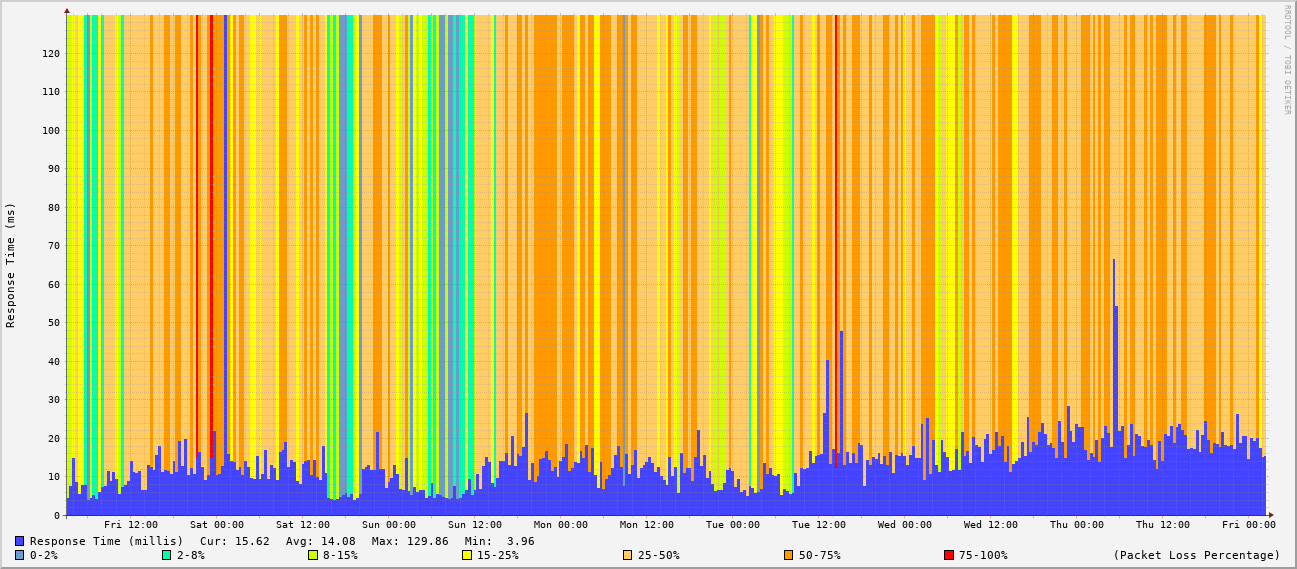 RRDTOOL / TOBI OETIKER
Response Time (ms)
120
110
100
90
80
70
60
50
40
30
20
10
0
Fri 12:00 Sat 00:00 Sat 12:00 Sun 00:00 Sun 12:00 Mon 00:00 Mon 12:00 Tue 00:00 Tue 12:00 Wed 00:00 Wed 12:00 Thu 00:00 Thu 12:00 Fri 00:00
Response Time (millis) Cur: 15.62 Avg: 14.08 Max: 129.86 Min: 3.96
0-2% 2-8% 8-15% 15-25% 25-50% 50-75% 75-100% (Packet Loss Percentage)